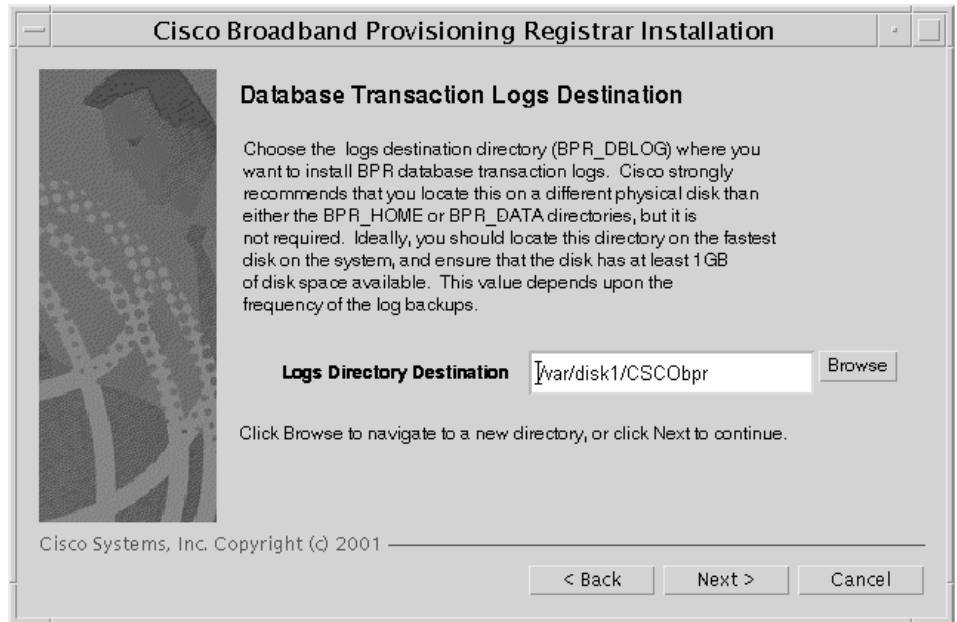 Cisco Broadband Provisioning Registrar Installation
Database Transaction Logs Destination
Choose the logs destination directory (BPR_DBLOG) where you
want to install BPR database transaction logs. Cisco strongly
recommends that you locate this on a different physical disk than
either the BPR_HOME or BPR_DATA directories, but it is
not required. Ideally, you should locate this directory on the fastest
disk on the system, and ensure that the disk has at least 1GB
of disk space available. This value depends upon the
frequency of the log backups.
Logs Directory Destination /var/disk1/CSCObpr Browse
Click Browse to navigate to a new directory, or click Next to continue.
Cisco Systems, Inc. Copyright (c) 2001
< Back Next > Cancel